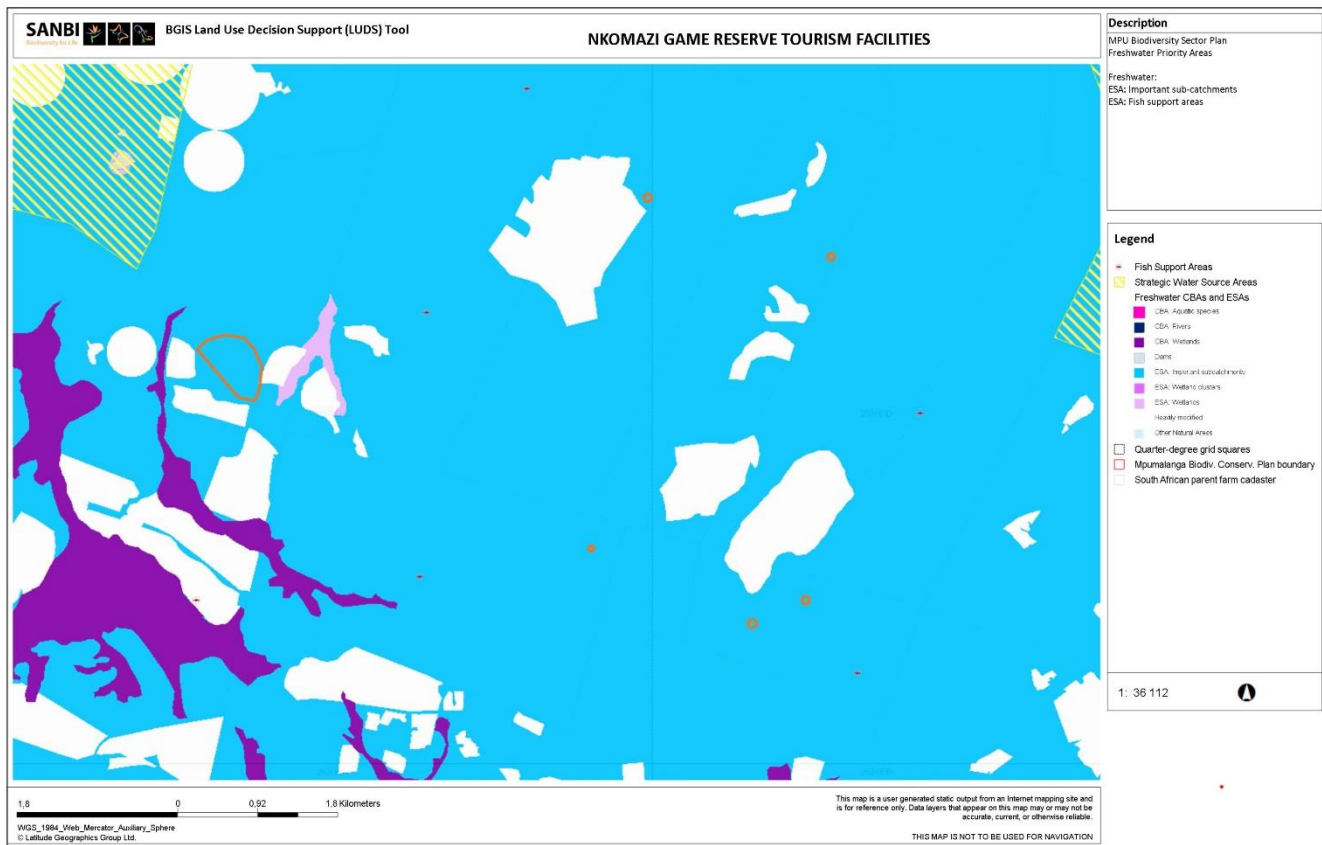 SANBI
Biodiversity for Life
BGIS Land Use Decision Support (LUDS) Tool
NKOMAZI GAME RESERVE TOURISM FACILITIES
Description
MPU Biodiversity Sector Plan
Freshwater Priority Areas
Freshwater:
ESA: Important sub-catchments
ESA: Fish support areas
Legend
Fish Support Areas
Strategic Water Source Areas
Freshwater CBAs and ESAs
CBA: Aquatic species
CBA: Rivers
CBA: Wetlands
Dams
ESA: Important subcatchments
ESA: Wetland clusters
ESA: Wetlands
Heavily modified
Other Natural Areas
Quarter-degree grid squares
Mpumalanga Biodiv. Conserv. Plan boundary
South African parent farm cadaster
1: 36 112
1,8 0 0,92 1,8 Kilometers
WGS_1984_Web_Mercator_Auxiliary_Sphere
© Latitude Geographics Group Ltd.
This map is a user generated static output from an Internet mapping site and
is for reference only. Data layers that appear on this map may or may not be
accurate, current, or otherwise reliable.
THIS MAP IS NOT TO BE USED FOR NAVIGATION